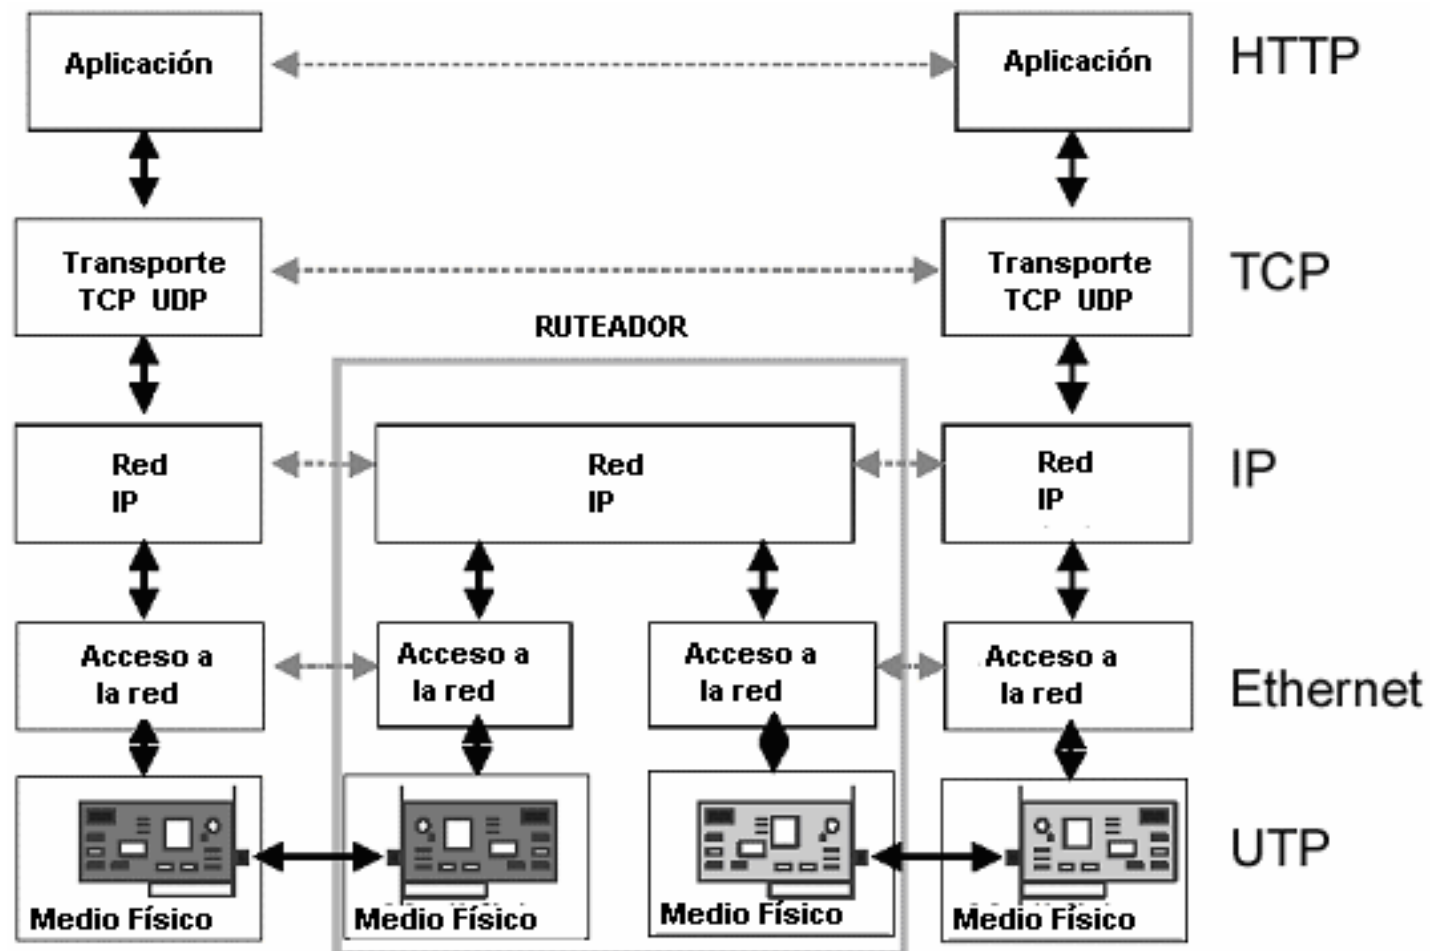 Aplicación
Aplicación
HTTP
Transporte
TCP UDP
Transporte
TCP UDP
TCP
RUTEADOR
Red
IP
Red
IP
Red
IP
IP
Acceso a
la red
Acceso a
la red
Acceso a
la red
Acceso a
la red
Ethernet
Medio Físico
Medio Físico
Medio Físico
Medio Físico
UTP